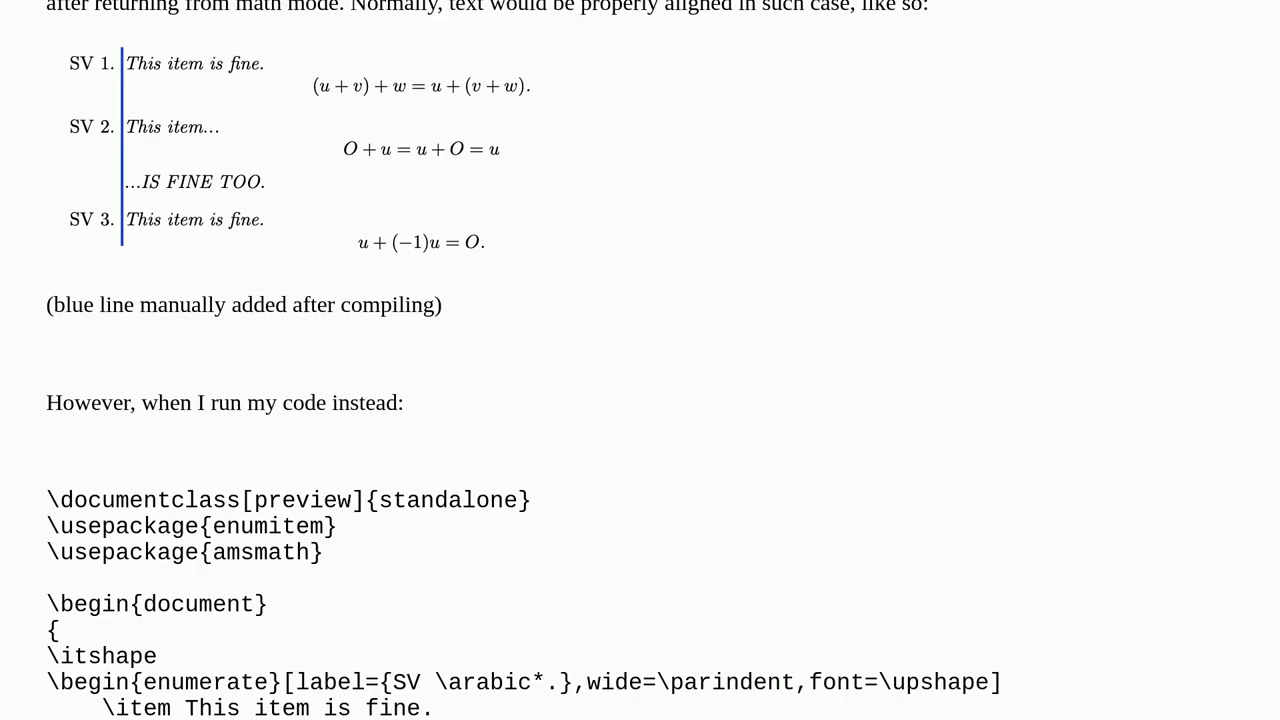 after returning from math mode. Normally, text would be properly aligned in such case, like so:
SV 1. This item is fine.
(u + v) + w = u + (v + w).
SV 2. This item...
O + u = u + O = u
...IS FINE TOO.
SV 3. This item is fine.
u + (−1)u = O.
(blue line manually added after compiling)
However, when I run my code instead:
\documentclass[preview]{standalone}
\usepackage{enumitem}
\usepackage{amsmath}
\begin{document}
{
\itshape
\begin{enumerate}[label={SV \arabic*.},wide=\parindent,font=\upshape]
\item This item is fine.